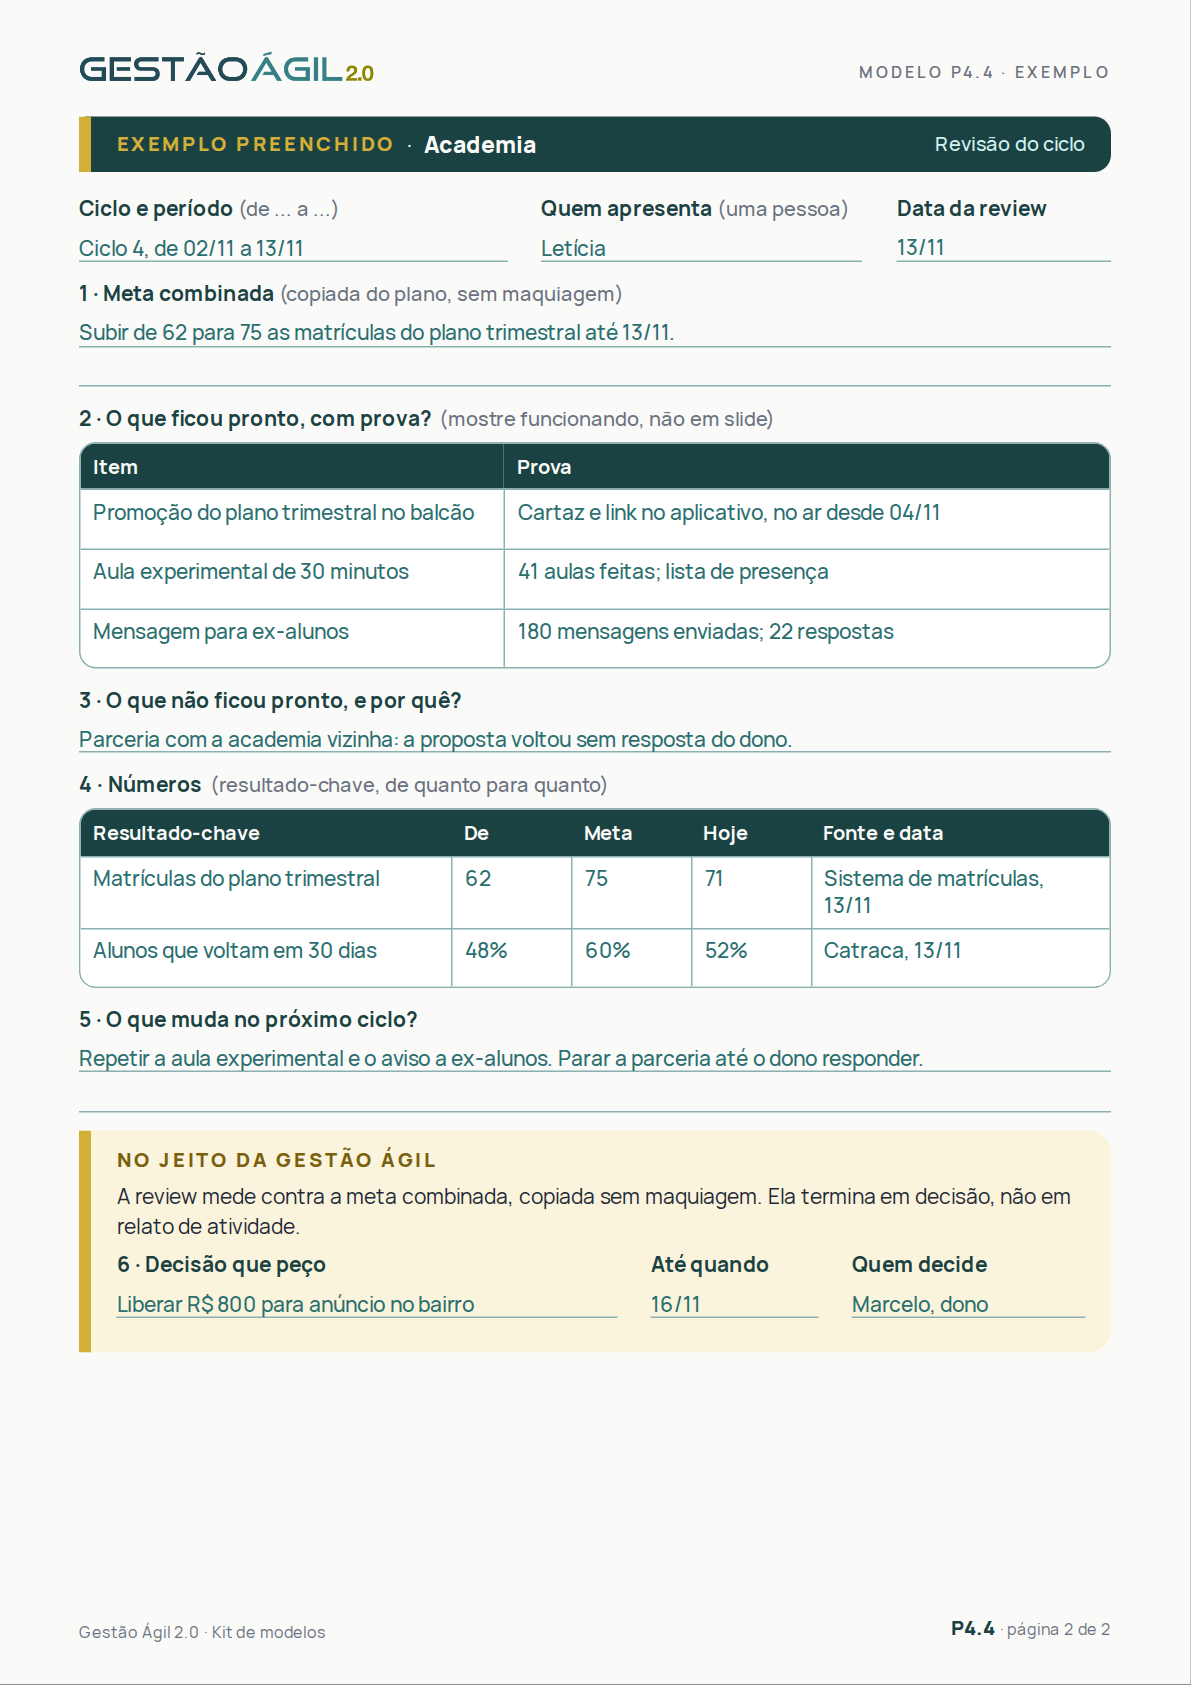 GESTÃOÁGIL2.0
MODELO P4.4 · EXEMPLO
EXEMPLO PREENCHIDO · Academia
Revisão do ciclo
Ciclo e período (de ... a ...)
Quem apresenta (uma pessoa)
Data da review
Ciclo 4, de 02/11 a 13/11
Letícia
13/11
1 · Meta combinada (copiada do plano, sem maquiagem)
Subir de 62 para 75 as matrículas do plano trimestral até 13/11.
2 · O que ficou pronto, com prova? (mostre funcionando, não em slide)
Item
Prova
Promoção do plano trimestral no balcão
Cartaz e link no aplicativo, no ar desde 04/11
Aula experimental de 30 minutos
41 aulas feitas; lista de presença
Mensagem para ex-alunos
180 mensagens enviadas; 22 respostas
3 · O que não ficou pronto, e por quê?
Parceria com a academia vizinha: a proposta voltou sem resposta do dono.
4 · Números (resultado-chave, de quanto para quanto)
Resultado-chave
De
Meta
Hoje
Fonte e data
Matrículas do plano trimestral
62
75
71
Sistema de matrículas,
13/11
Alunos que voltam em 30 dias
48%
60%
52%
Catraca, 13/11
5 · O que muda no próximo ciclo?
Repetir a aula experimental e o aviso a ex-alunos. Parar a parceria até o dono responder.
NO JEITO DA GESTÃO ÁGIL
A review mede contra a meta combinada, copiada sem maquiagem. Ela termina em decisão, não em
relato de atividade.
6 · Decisão que peço
Até quando
Quem decide
Liberar R$ 800 para anúncio no bairro
16/11
Marcelo, dono
Gestão Ágil 2.0 · Kit de modelos
P4.4 · página 2 de 2